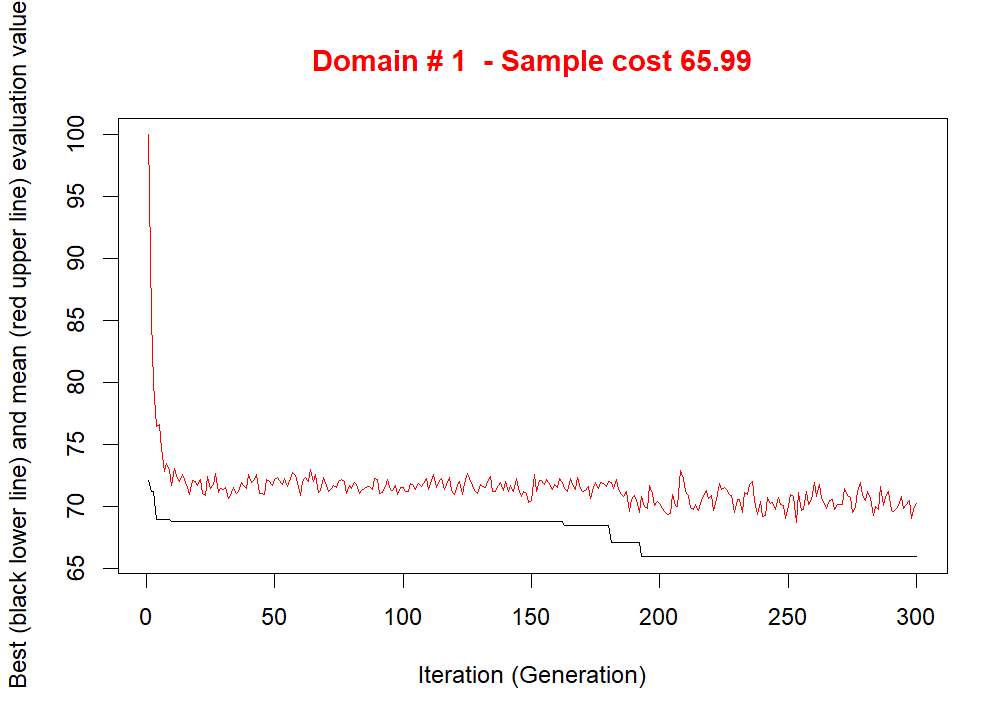 Domain # 1  - Sample cost 65.99
Best (black lower line) and mean (red upper line) evaluation value
100
95
90
85
80
75
70
65
0 50 100 150 200 250 300
Iteration (Generation)